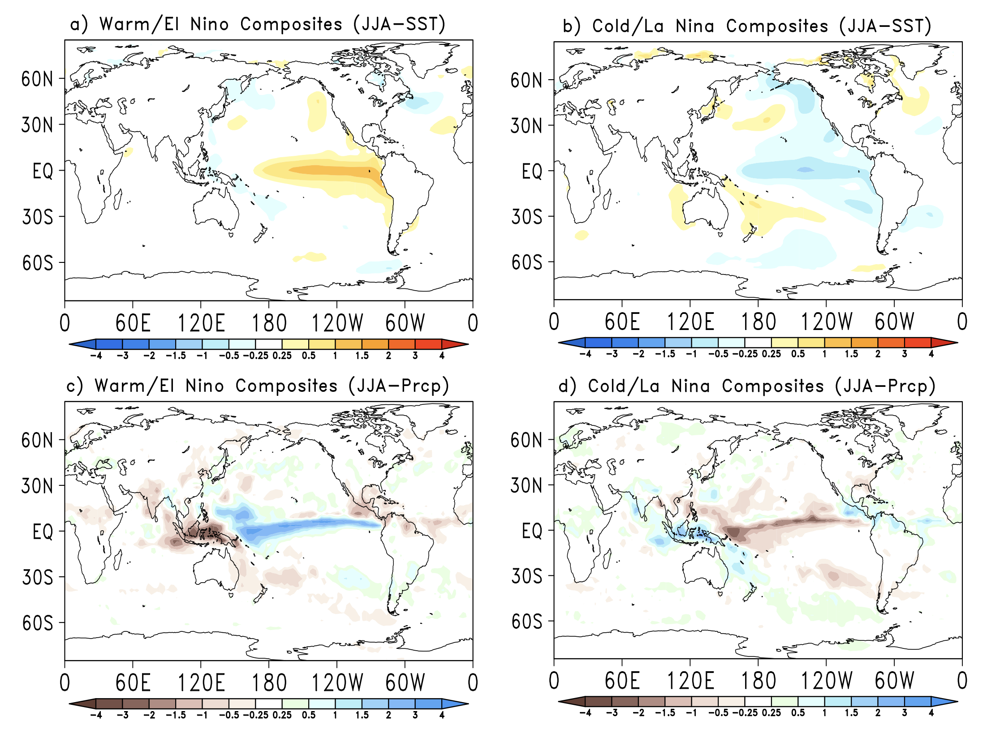 a) Warm/El Nino Composites (JJA-SST)
60N
30N
EQ
30S
60S
0 60E 120E 180 120W 60W 0
-4 -3 -2 -1.5 -1 -0.5 -0.25 0.25 0.5 1 1.5 2 3 4
b) Cold/La Nina Composites (JJA-SST)
60N
30N
EQ
30S
60S
0 60E 120E 180 120W 60W 0
-4 -3 -2 -1.5 -1 -0.5 -0.25 0.25 0.5 1 1.5 2 3 4
c) Warm/El Nino Composites (JJA-Prcp)
60N
30N
EQ
30S
60S
0 60E 120E 180 120W 60W 0
-4 -3 -2 -1.5 -1 -0.5 -0.25 0.25 0.5 1 1.5 2 3 4
d) Cold/La Nina Composites (JJA-Prcp)
60N
30N
EQ
30S
60S
0 60E 120E 180 120W 60W 0
-4 -3 -2 -1.5 -1 -0.5 -0.25 0.25 0.5 1 1.5 2 3 4